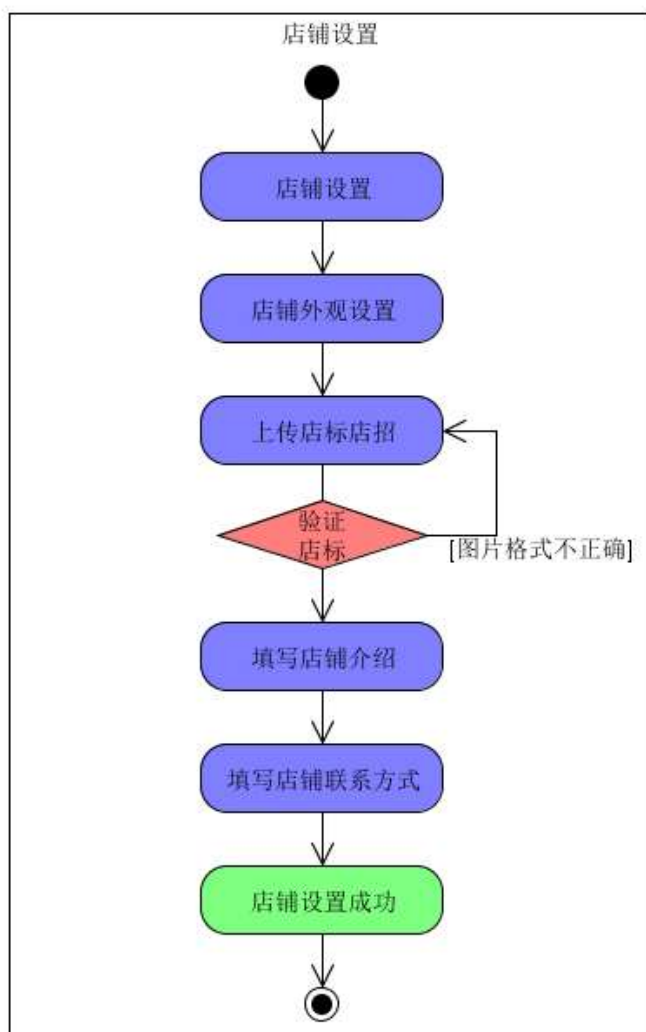 店铺设置
店铺设置
店铺外观设置
上传店标店招
验证
店标
[图片格式不正确]
填写店铺介绍
填写店铺联系方式
店铺设置成功